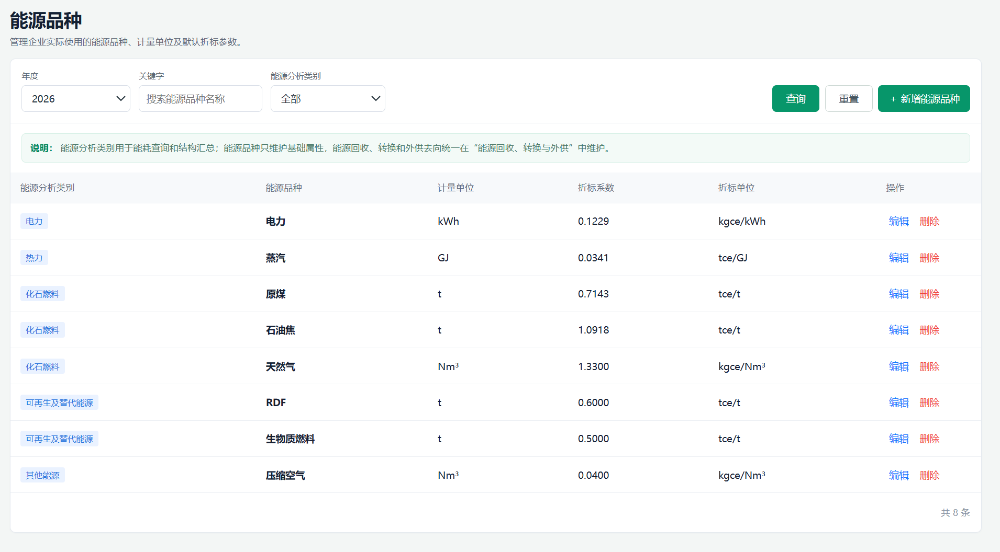 能源品种
管理企业实际使用的能源品种、计量单位及默认折标参数。
年度 关键字 能源分析类别
2026 搜索能源品种名称 全部 查询 重置 + 新增能源品种
说明： 能源分析类别用于能耗查询和结构汇总；能源品种只维护基础属性，能源回收、转换和外供去向统一在“能源回收、转换与外供”中维护。
能源分析类别 能源品种 计量单位 折标系数 折标单位 操作
电力 电力 kWh 0.1229 kgce/kWh 编辑 删除
热力 蒸汽 GJ 0.0341 tce/GJ 编辑 删除
化石燃料 原煤 t 0.7143 tce/t 编辑 删除
化石燃料 石油焦 t 1.0918 tce/t 编辑 删除
化石燃料 天然气 Nm³ 1.3300 kgce/Nm³ 编辑 删除
可再生及替代能源 RDF t 0.6000 tce/t 编辑 删除
可再生及替代能源 生物质燃料 t 0.5000 tce/t 编辑 删除
其他能源 压缩空气 Nm³ 0.0400 kgce/Nm³ 编辑 删除
共 8 条